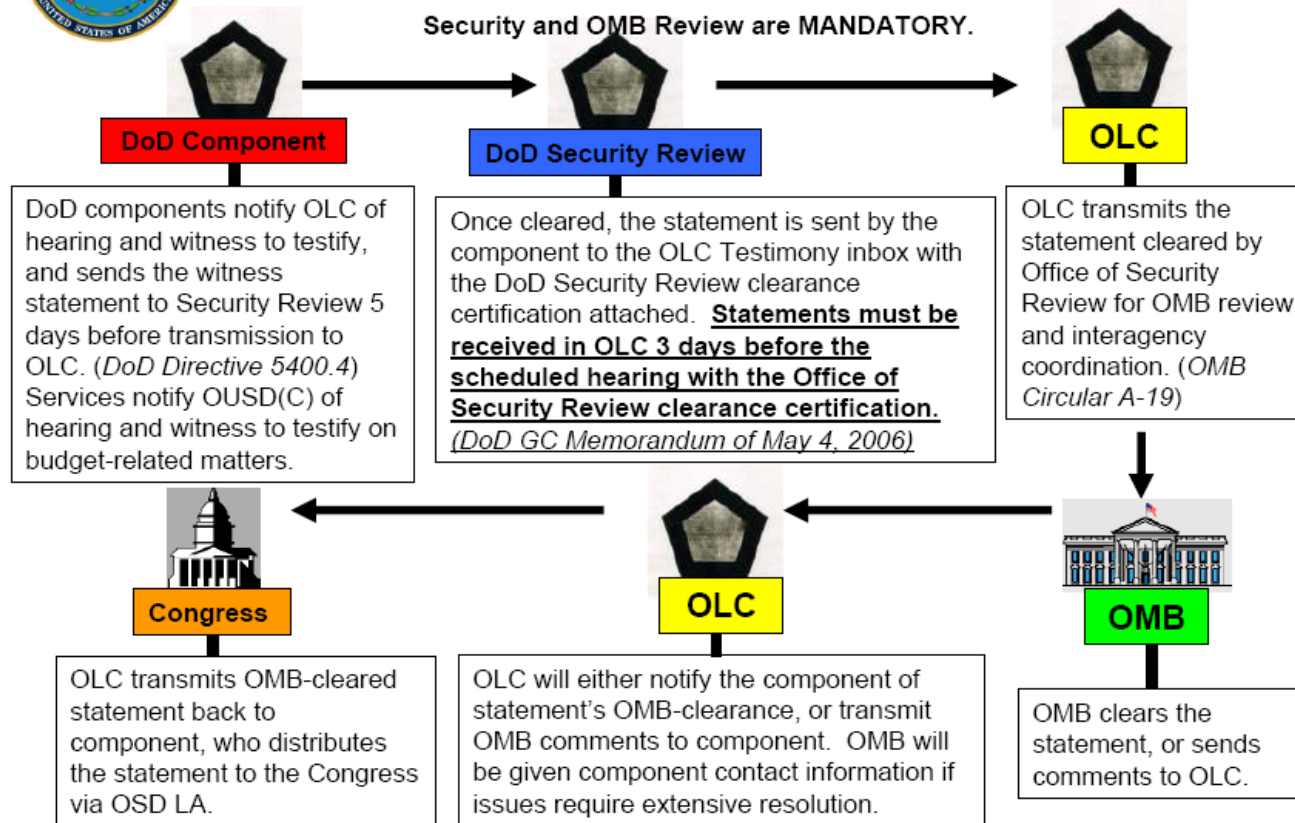 UNITED STATES OF AMERICA
Security and OMB Review are MANDATORY.
DoD Component
DoD Security Review
OLC
DoD components notify OLC of
hearing and witness to testify,
and sends the witness
statement to Security Review 5
days before transmission to
OLC. (DoD Directive 5400.4)
Services notify OUSD(C) of
hearing and witness to testify on
budget-related matters.
Once cleared, the statement is sent by the
component to the OLC Testimony inbox with
the DoD Security Review clearance
certification attached. Statements must be
received in OLC 3 days before the
scheduled hearing with the Office of
Security Review clearance certification.
(DoD GC Memorandum of May 4, 2006)
OLC transmits the
statement cleared by
Office of Security
Review for OMB review
and interagency
coordination. (OMB
Circular A-19)
Congress
OLC
OMB
OLC transmits OMB-cleared
statement back to
component, who distributes
the statement to the Congress
via OSD LA.
OLC will either notify the component of
statement's OMB-clearance, or transmit
OMB comments to component. OMB will
be given component contact information if
issues require extensive resolution.
OMB clears the
statement, or sends
comments to OLC.